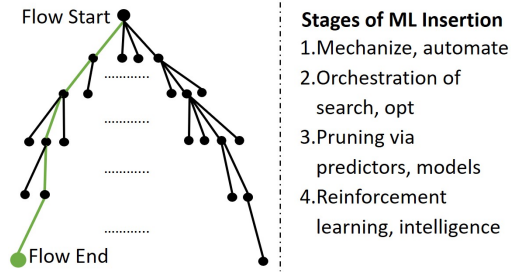 Flow Start
Flow End
Stages of ML Insertion
1.Mechanize, automate
2.Orchestration of
search, opt
3.Pruning via
predictors, models
4.Reinforcement
learning, intelligence